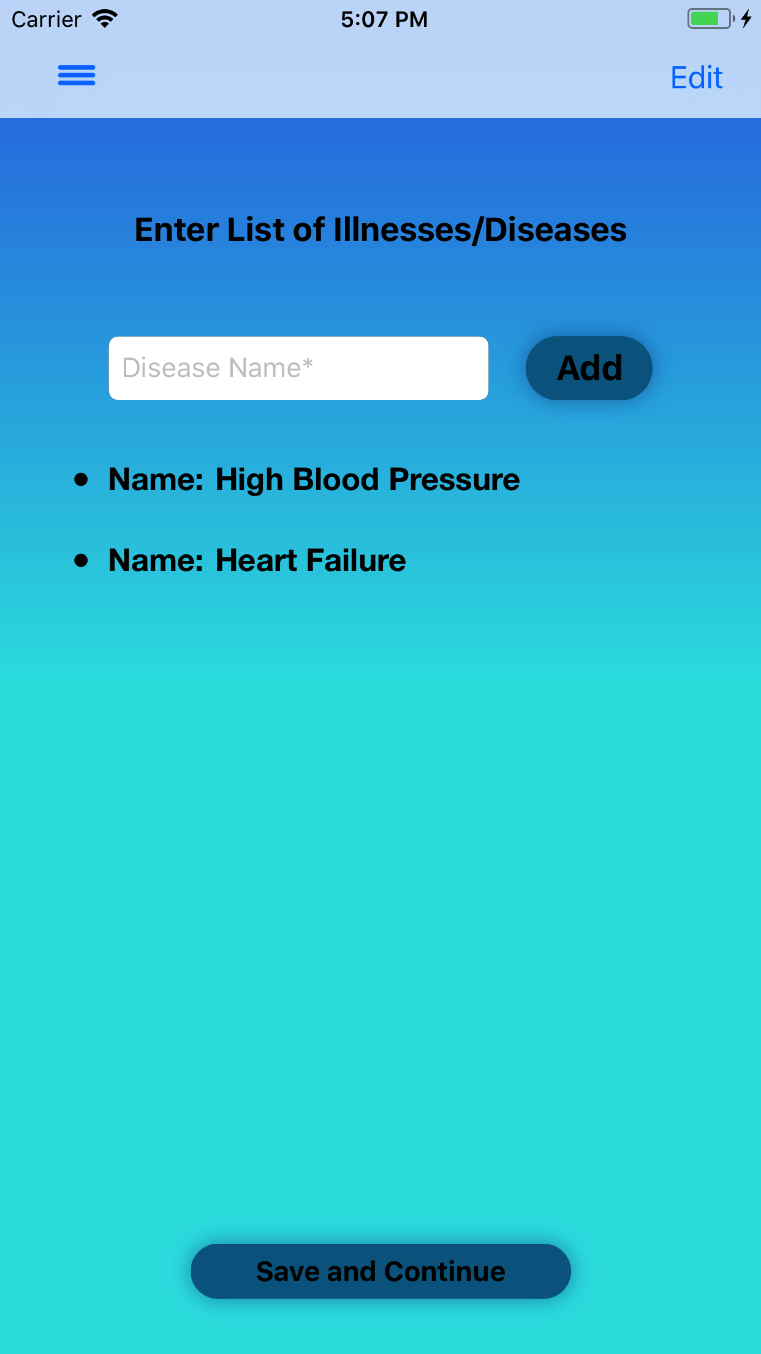 Carrier 5:07 PM
Edit
Enter List of Illnesses/Diseases
Disease Name* Add
• Name: High Blood Pressure
• Name: Heart Failure
Save and Continue